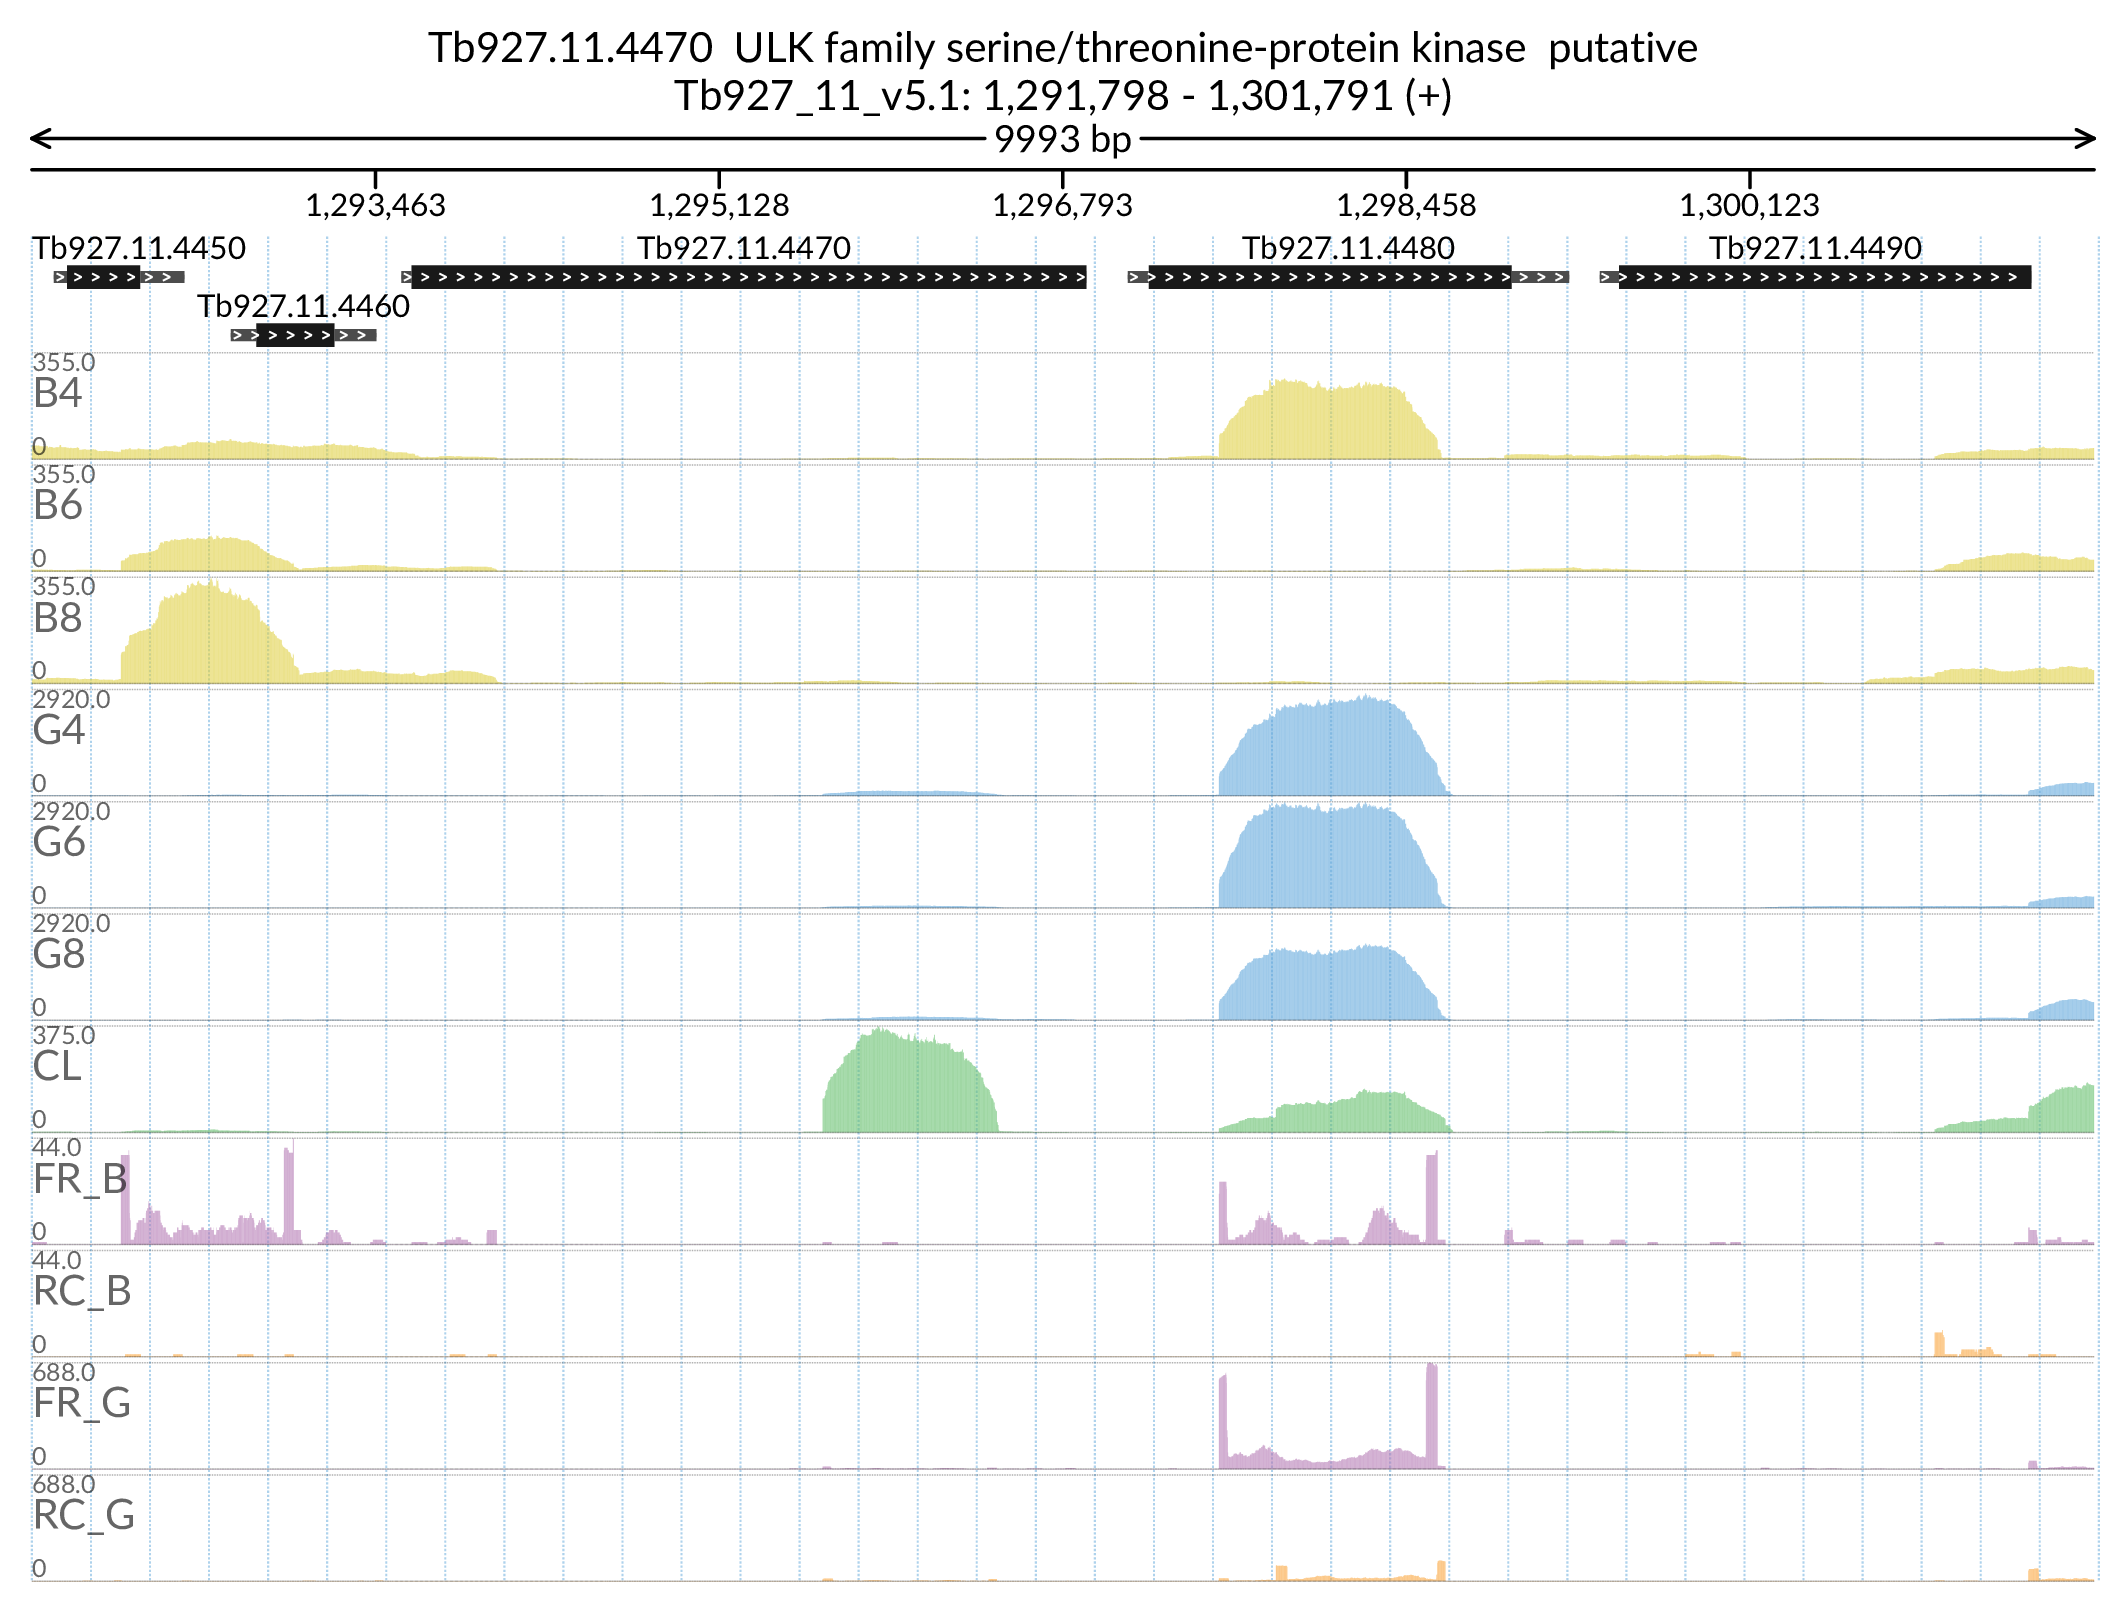 Tb927.11.4470  ULK family serine/threonine-protein kinase  putative
Tb927_11_v5.1: 1,291,798 - 1,301,791 (+)
9993 bp
1,293,463 1,295,128 1,296,793 1,298,458 1,300,123
Tb927.11.4450 Tb927.11.4470 Tb927.11.4480 Tb927.11.4490
Tb927.11.4460
355.0
B4
0
355.0
B6
0
355.0
B8
0
2920.0
G4
0
2920.0
G6
0
2920.0
G8
0
375.0
CL
0
44.0
FR_B
0
44.0
RC_B
0
688.0
FR_G
0
688.0
RC_G
0